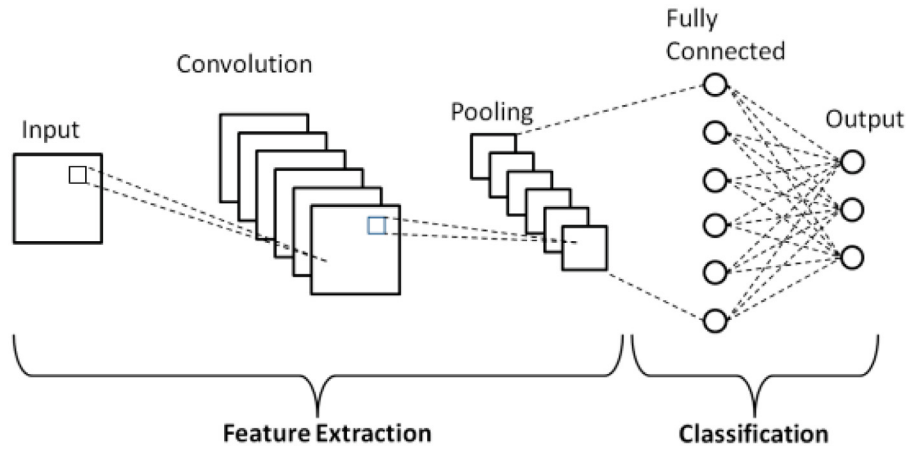 Input
Convolution
Pooling
Fully
Connected
Output
Feature Extraction
Classification